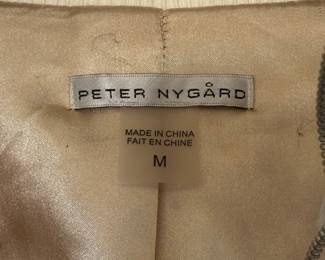 PETER NYGÅRD
MADE IN CHINA
FAIT EN CHINE
M